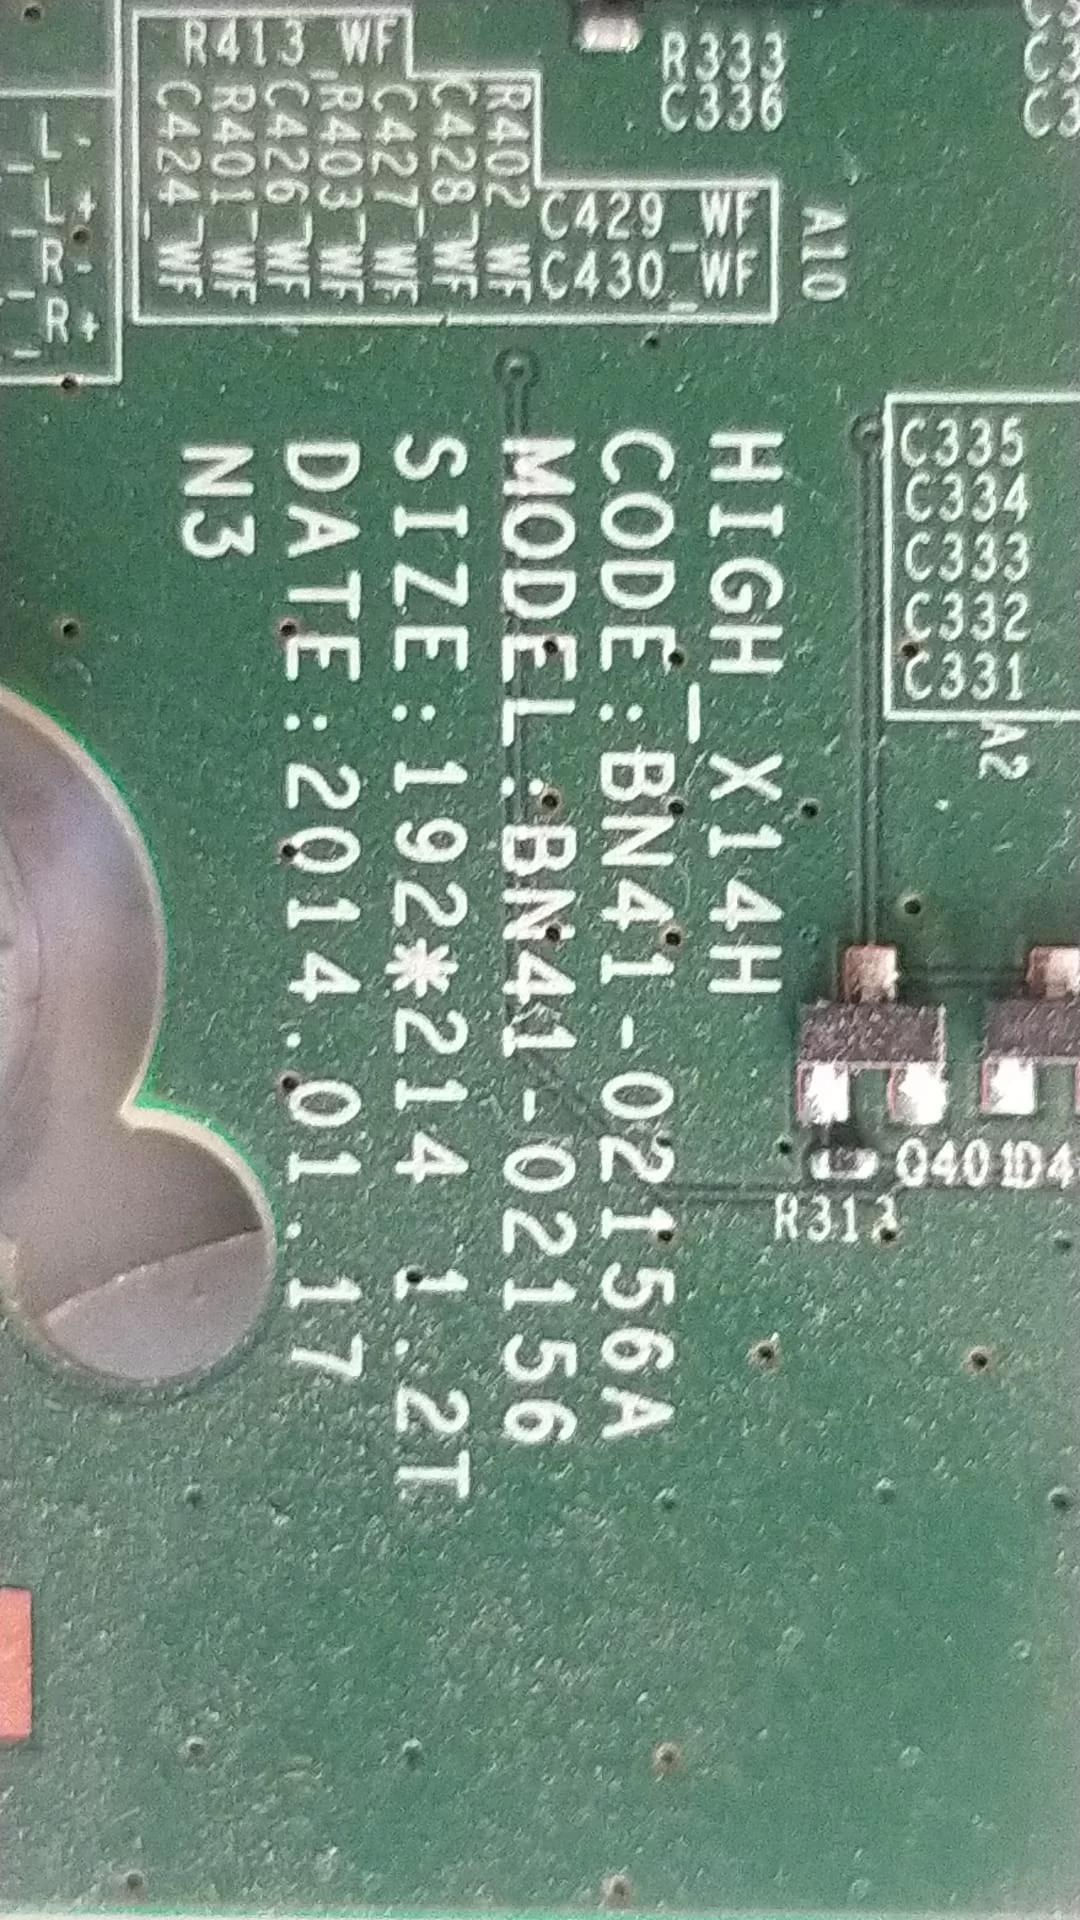 R413_WF
R402_WF
C428_WF
C427_WF
R403_WF
C426_WF
R401_WF
C424_WF
C429_WF
C430_WF
A10
R333
C336
L-
L+
R-
R+
C335
C334
C333
C332
C331
A2
HIGH_X14H
CODE:BN41-02156A
MODEL:BN41-02156
SIZE:192*214 1.2T
DATE:2014.01.17
N3
Q401
R313